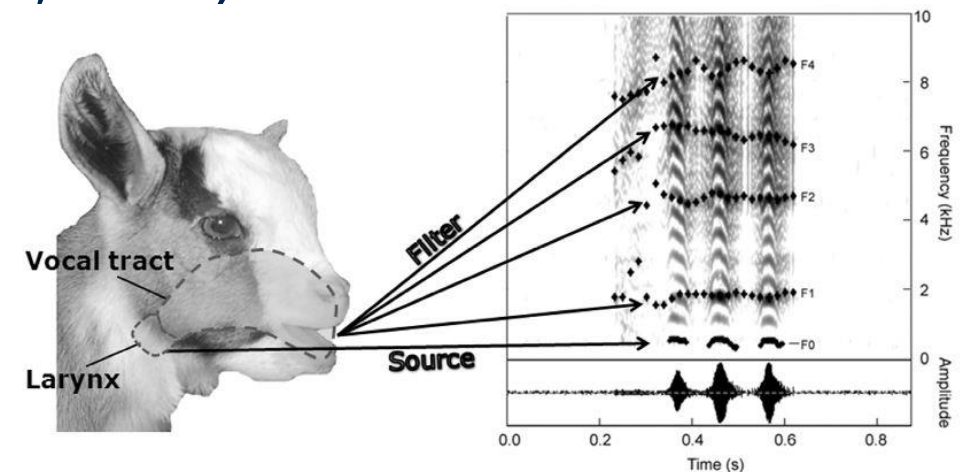 Vocal tract
Larynx
Filter
Source
10
8
6
4
2
0
Frequency (kHz)
F4
F3
F2
F1
F0
Amplitude
0.0 0.2 0.4 0.6 0.8
Time (s)